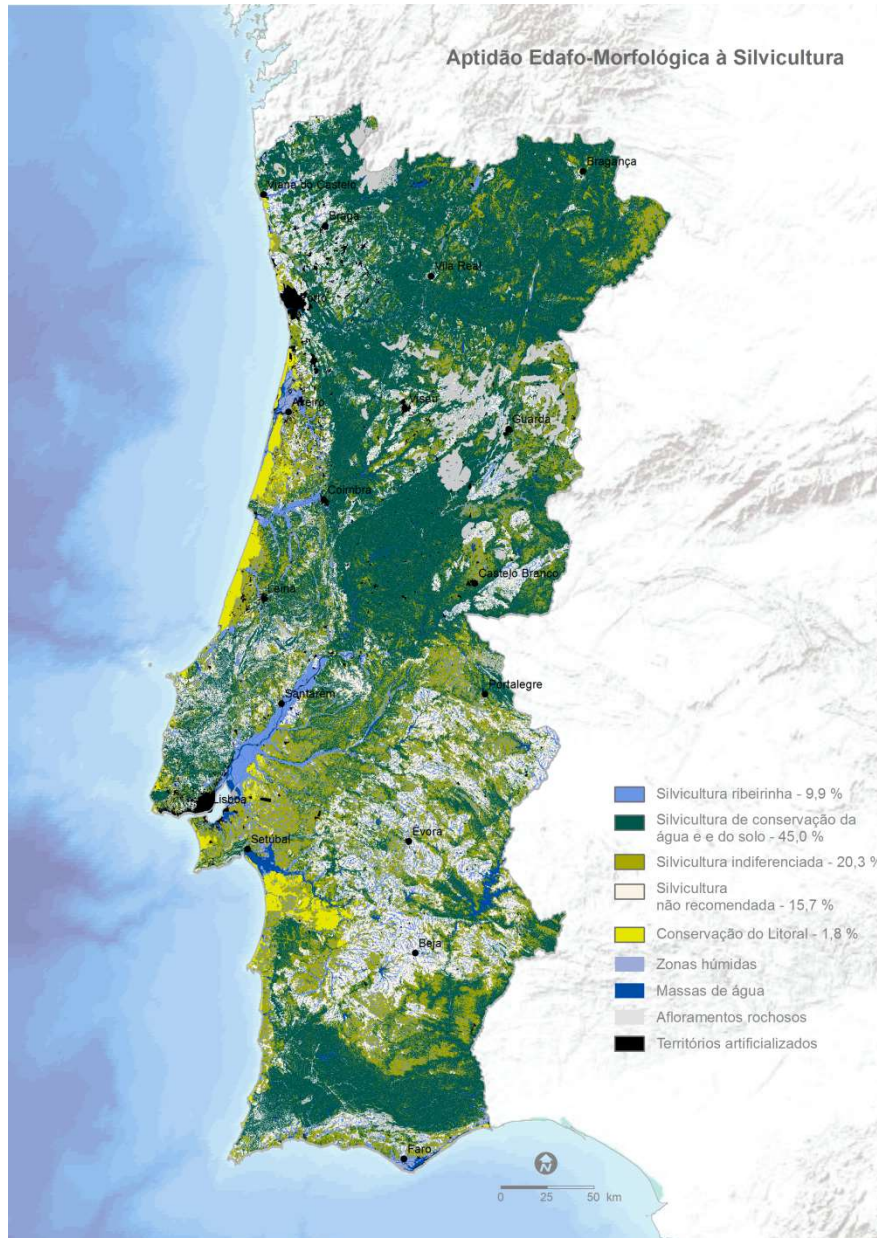 Aptidão Edafo-Morfológica à Silvicultura
Bragança
Viana do Castelo
Braga
Vila Real
Porto
Viseu
Aveiro
Guarda
Coimbra
Castelo Branco
Leiria
Portalegre
Santarém
Lisboa
Setúbal
Évora
Beja
Faro
Silvicultura ribeirinha - 9,9 %
Silvicultura de conservação da
água e e do solo - 45,0 %
Silvicultura indiferenciada - 20,3 %
Silvicultura
não recomendada - 15,7 %
Conservação do Litoral - 1,8 %
Zonas húmidas
Massas de água
Afloramentos rochosos
Territórios artificializados
N
0 25 50 km